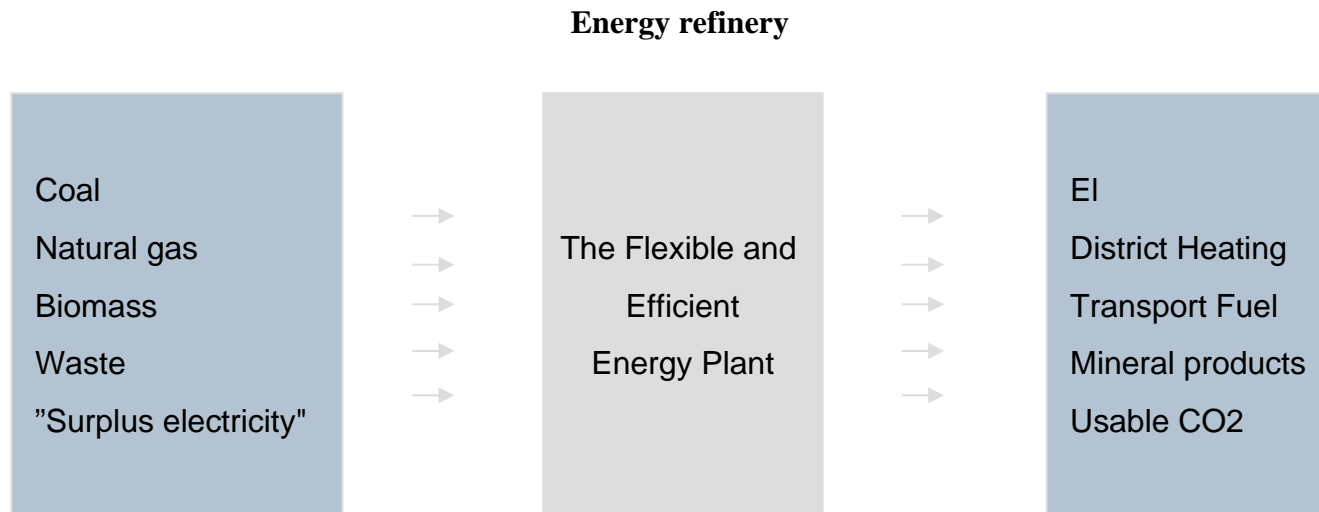 Energy refinery
Coal
Natural gas
Biomass
Waste
”Surplus electricity"
The Flexible and
Efficient
Energy Plant
El
District Heating
Transport Fuel
Mineral products
Usable CO2